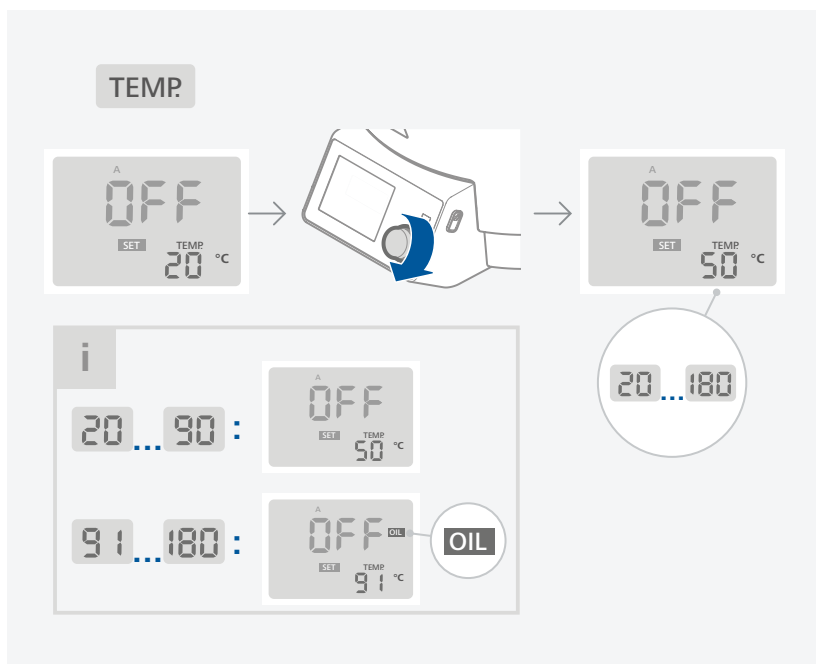 TEMP.
A
OFF
SET
TEMP.
20 °C
A
OFF
SET
TEMP.
50 °C
20...180
i
20...90:
A
OFF
SET
TEMP.
50 °C
91...180:
A
OFF OIL
SET
TEMP.
91 °C
OIL